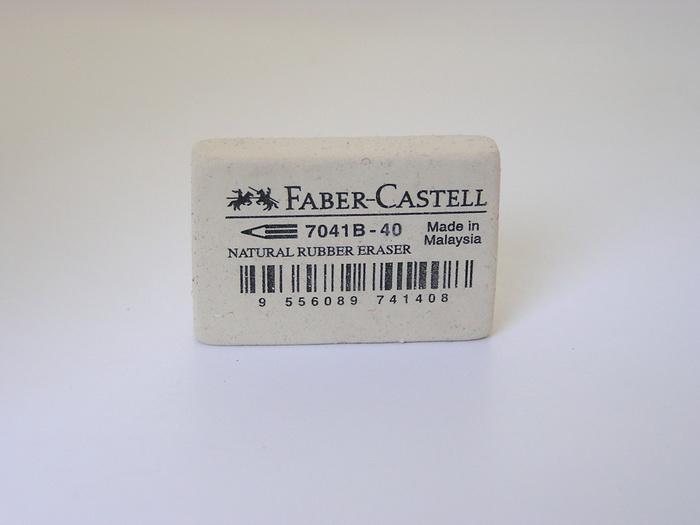 FABER-CASTELL
7041B-40
Made in
Malaysia
NATURAL RUBBER ERASER
9 556089 741408